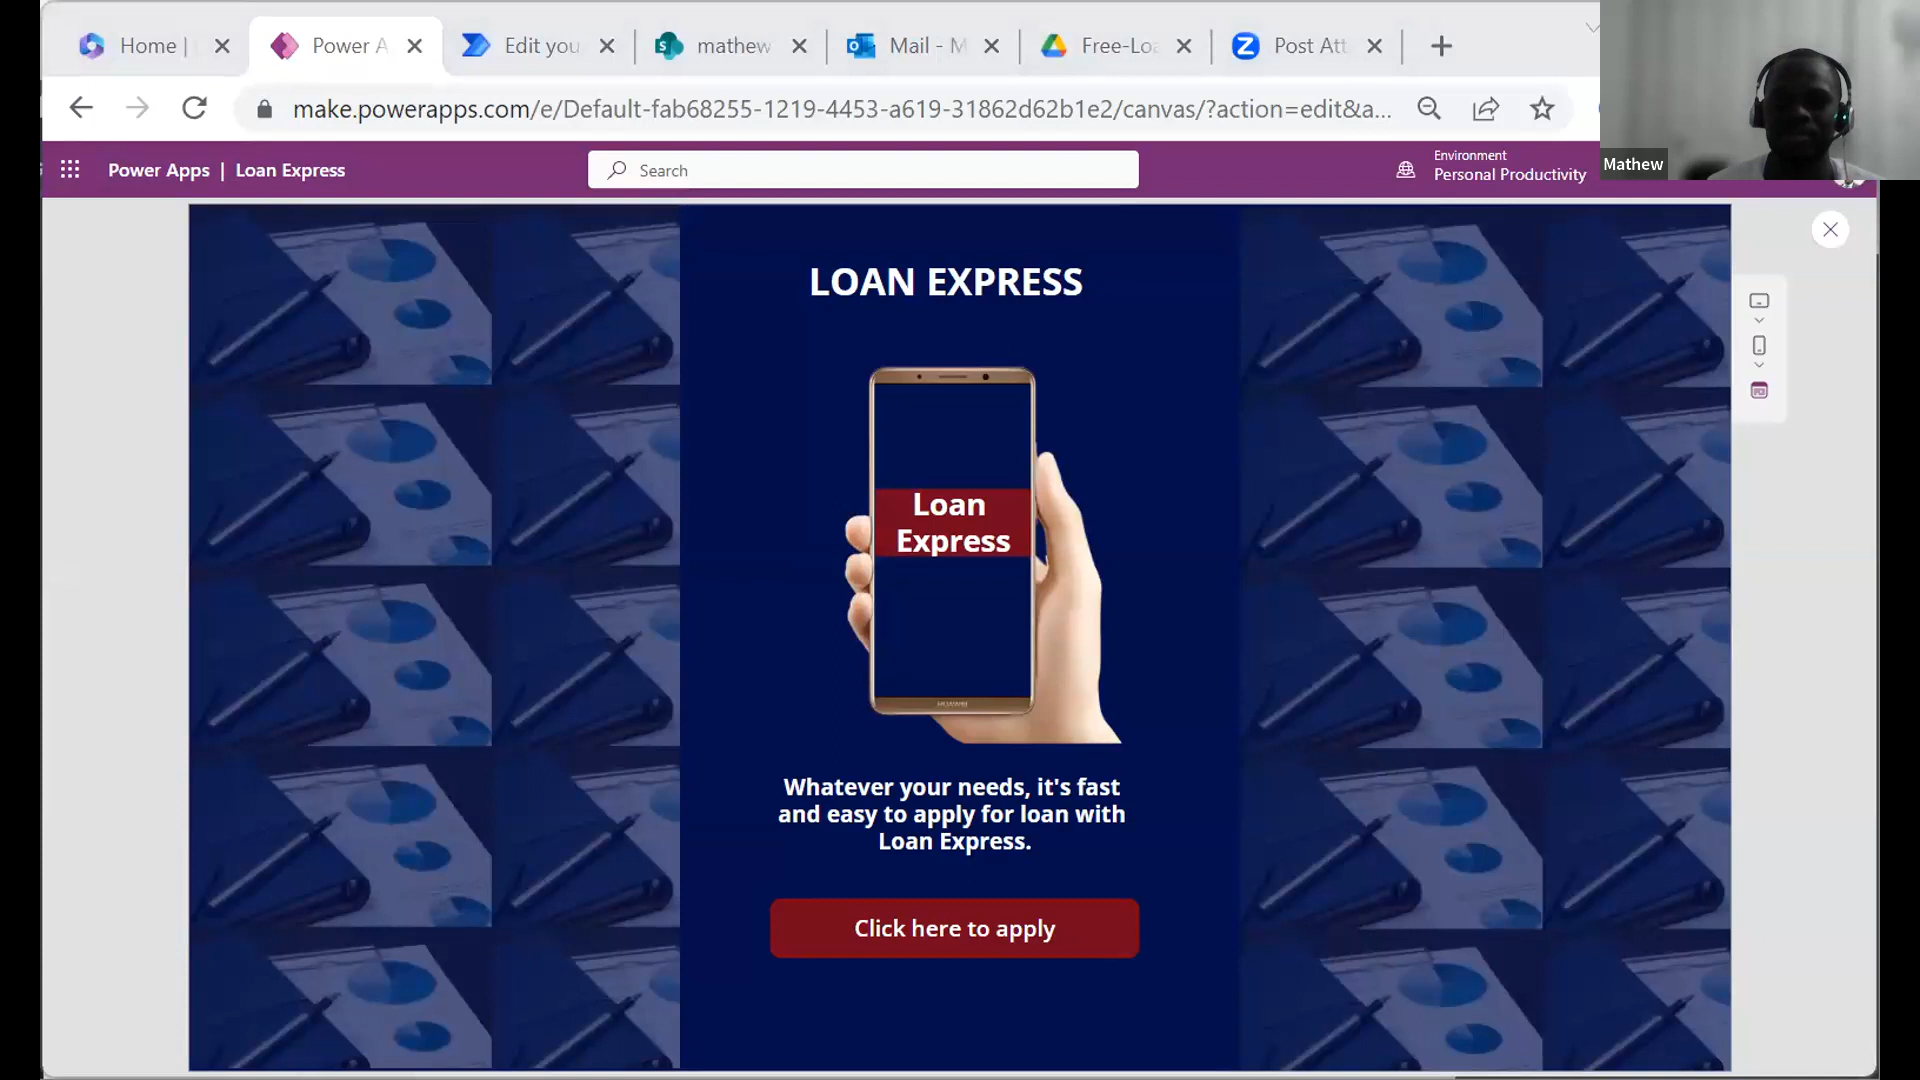 Home |
Power A
Edit you
mathew
Mail - M
Free-Loa
Post Att
make.powerapps.com/e/Default-fab68255-1219-4453-a619-31862d62b1e2/canvas/?action=edit&a...
Power Apps | Loan Express
Search
Environment
Personal Productivity
Mathew
LOAN EXPRESS
Loan
Express
HUAWEI
Whatever your needs, it's fast
and easy to apply for loan with
Loan Express.
Click here to apply